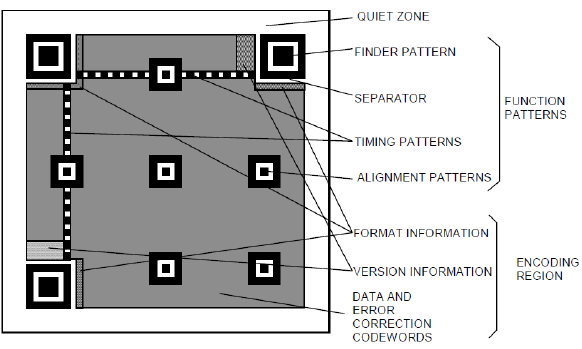 QUIET ZONE
FINDER PATTERN
SEPARATOR
FUNCTION
PATTERNS
TIMING PATTERNS
ALIGNMENT PATTERNS
FORMAT INFORMATION
VERSION INFORMATION
ENCODING
REGION
DATA AND
ERROR
CORRECTION
CODEWORDS